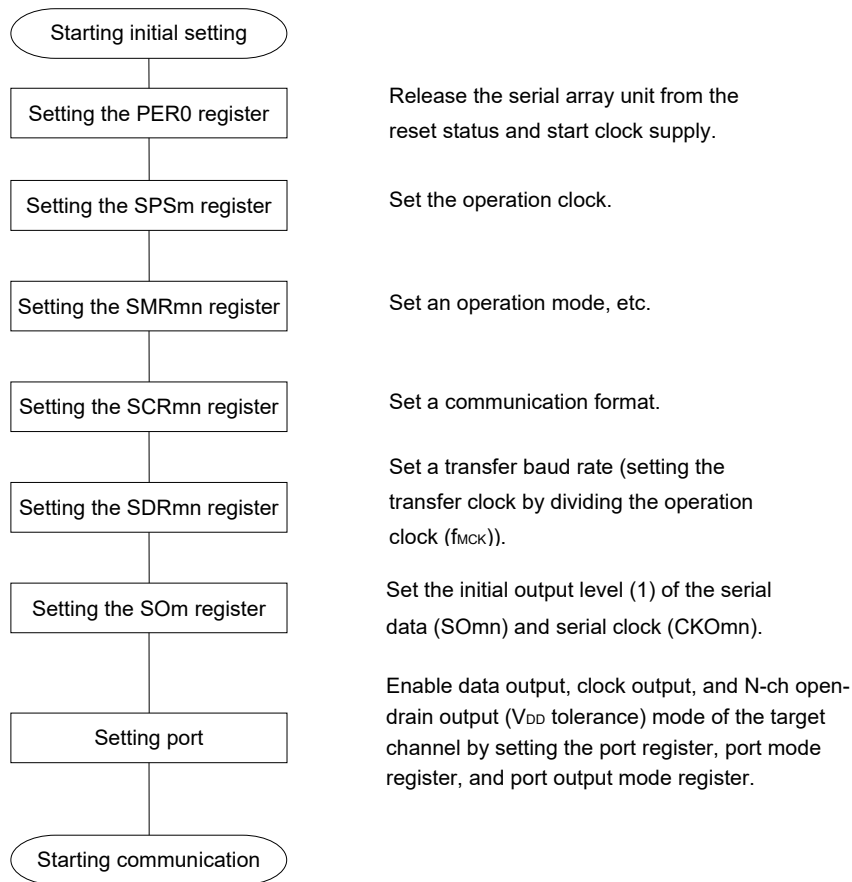 Starting initial setting
Setting the PER0 register
Release the serial array unit from the
reset status and start clock supply.
Setting the SPSm register
Set the operation clock.
Setting the SMRmn register
Set an operation mode, etc.
Setting the SCRmn register
Set a communication format.
Setting the SDRmn register
Set a transfer baud rate (setting the
transfer clock by dividing the operation
clock (fMCK)).
Setting the SOm register
Set the initial output level (1) of the serial
data (SOmn) and serial clock (CKOmn).
Setting port
Enable data output, clock output, and N-ch open-
drain output (VDD tolerance) mode of the target
channel by setting the port register, port mode
register, and port output mode register.
Starting communication